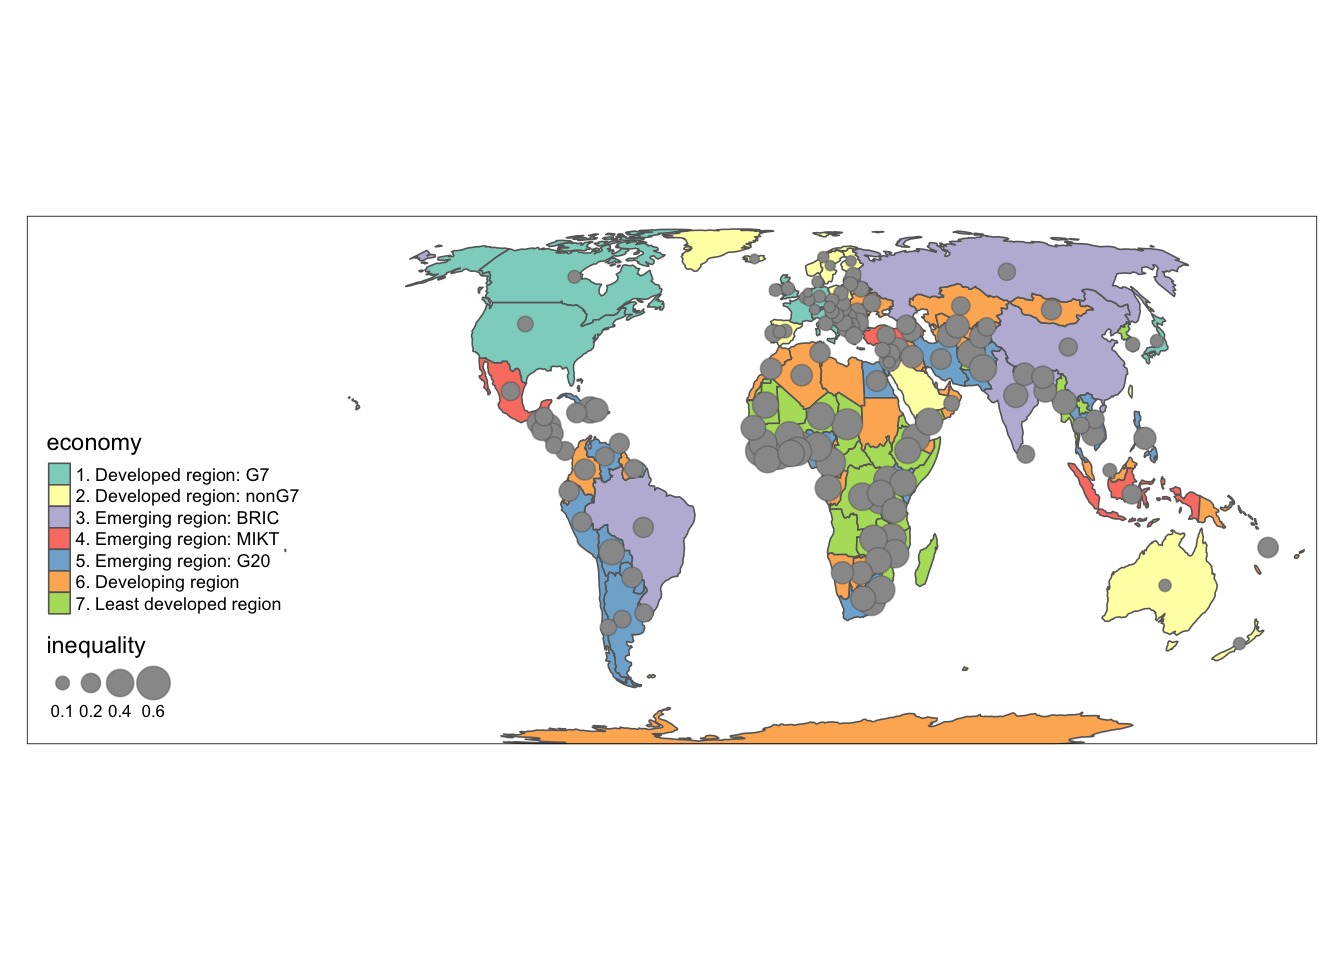 economy
1. Developed region: G7
2. Developed region: nonG7
3. Emerging region: BRIC
4. Emerging region: MIKT
5. Emerging region: G20
6. Developing region
7. Least developed region
inequality
0.1 0.2 0.4 0.6